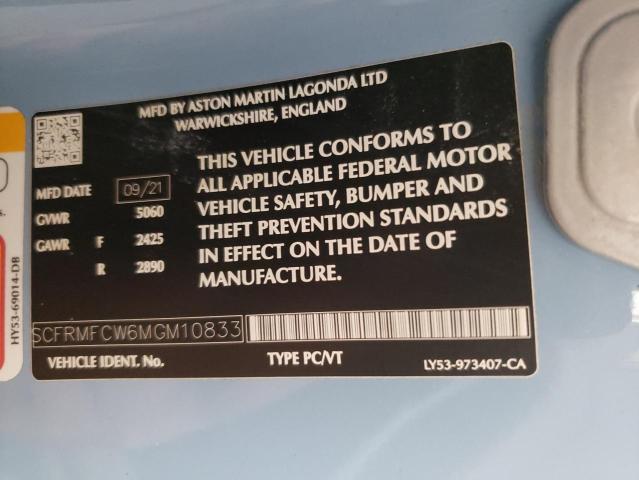 MFD BY ASTON MARTIN LAGONDA LTD
WARWICKSHIRE, ENGLAND
MFD DATE 09/21
GVWR 5060
GAWR F 2425
R 2890
THIS VEHICLE CONFORMS TO
ALL APPLICABLE FEDERAL MOTOR
VEHICLE SAFETY, BUMPER AND
THEFT PREVENTION STANDARDS
IN EFFECT ON THE DATE OF
MANUFACTURE.
SCFRMFCW6MGM10833
VEHICLE IDENT. No. TYPE PC/VT LY53-973407-CA
HY53-69014-DB